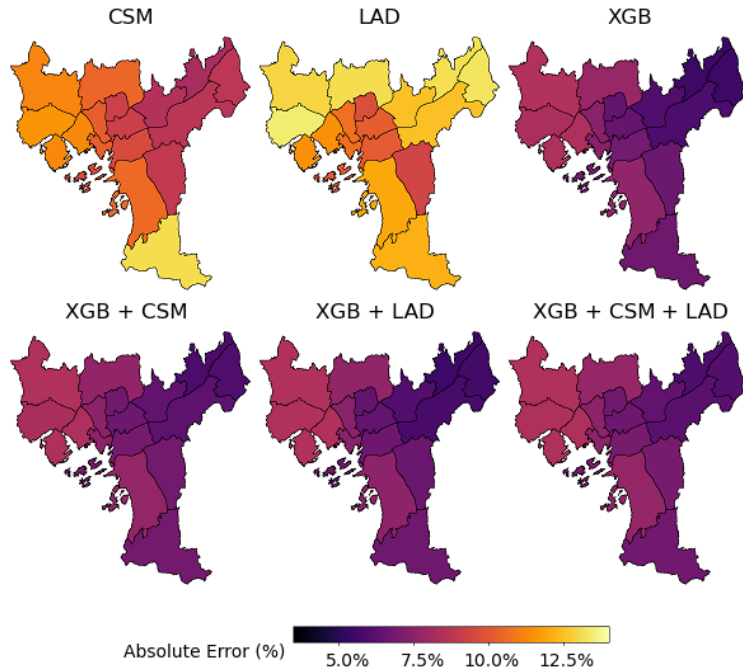 CSM LAD XGB
XGB + CSM XGB + LAD XGB + CSM + LAD
Absolute Error (%)
5.0% 7.5% 10.0% 12.5%